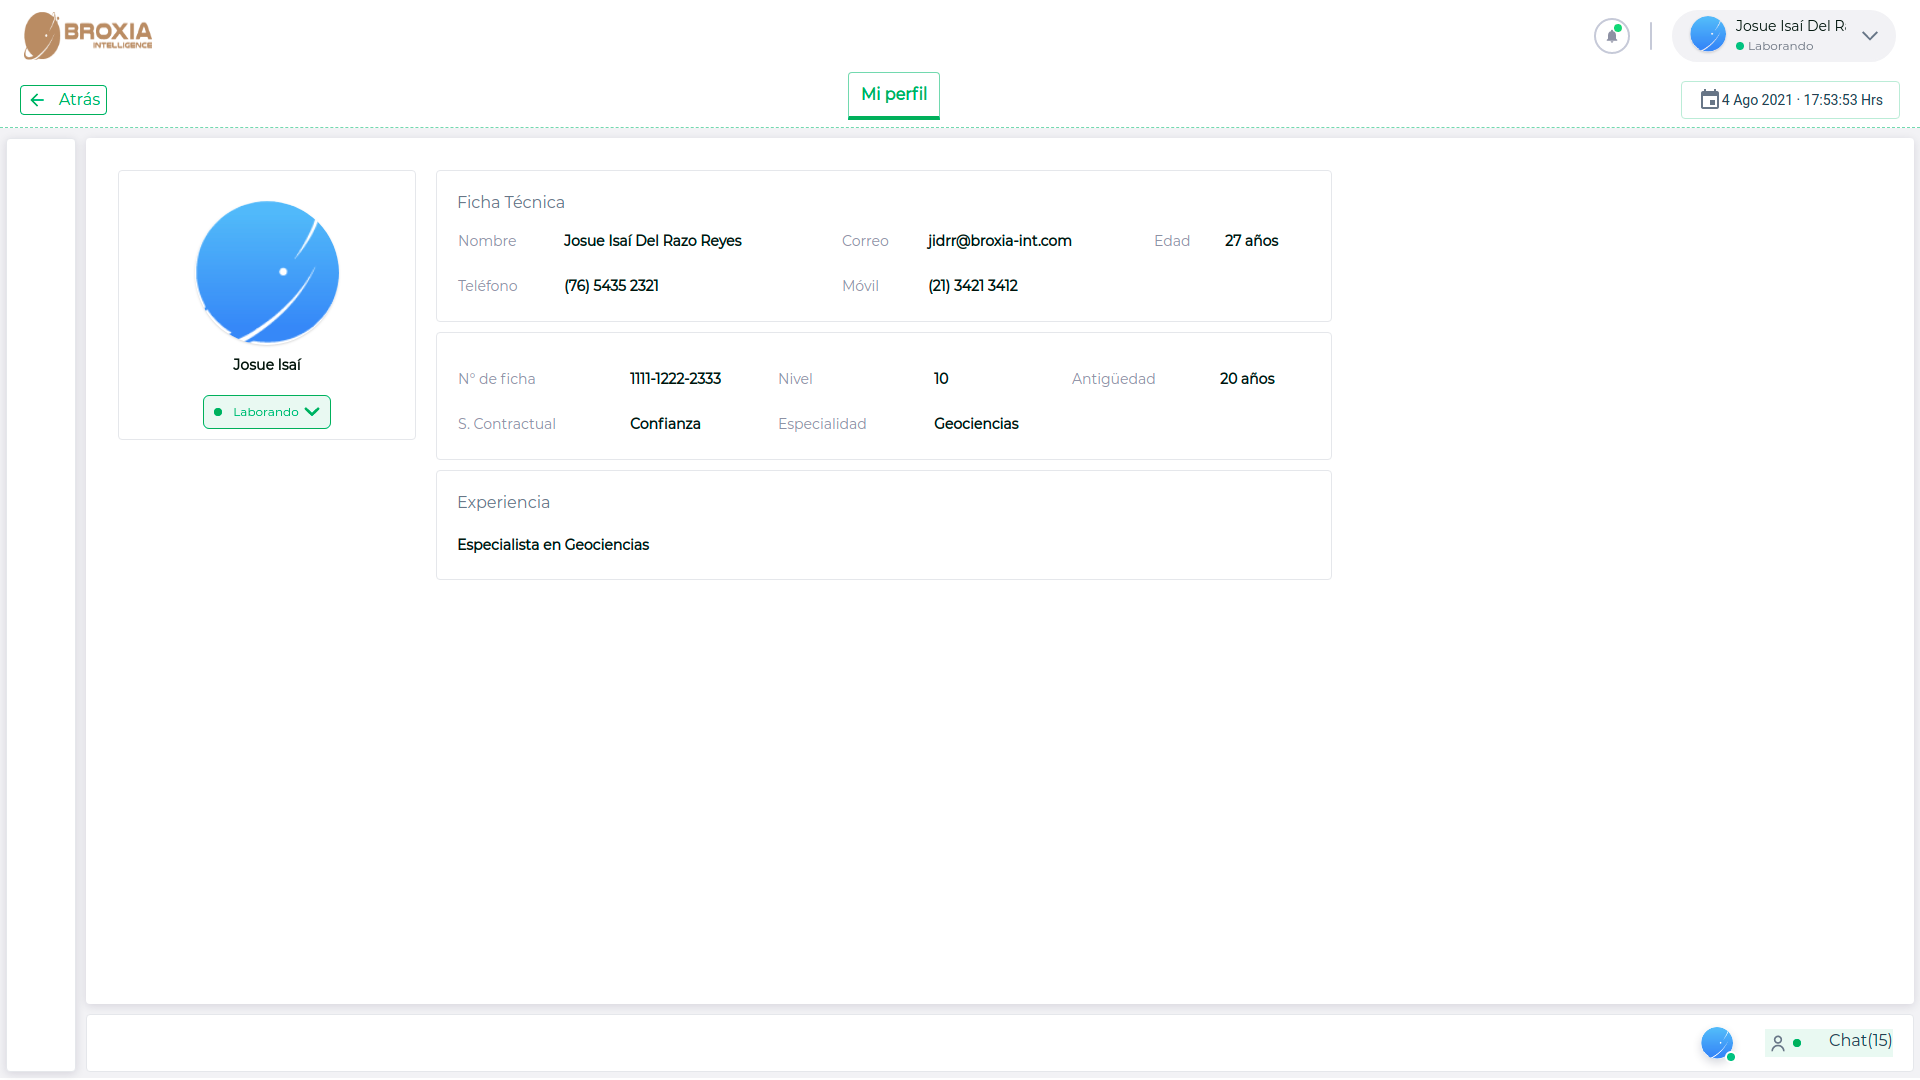 BROXIA
INTELLIGENCE
Josue Isaí Del Ra
Laborando
Atrás
Mi perfil
4 Ago 2021 · 17:53:53 Hrs
Josue Isaí
Laborando
Ficha Técnica
Nombre Josue Isaí Del Razo Reyes Correo jidrr@broxia-int.com Edad 27 años
Teléfono (76) 5435 2321 Móvil (21) 3421 3412
N° de ficha 1111-1222-2333 Nivel 10 Antigüedad 20 años
S. Contractual Confianza Especialidad Geociencias
Experiencia
Especialista en Geociencias
Chat(15)